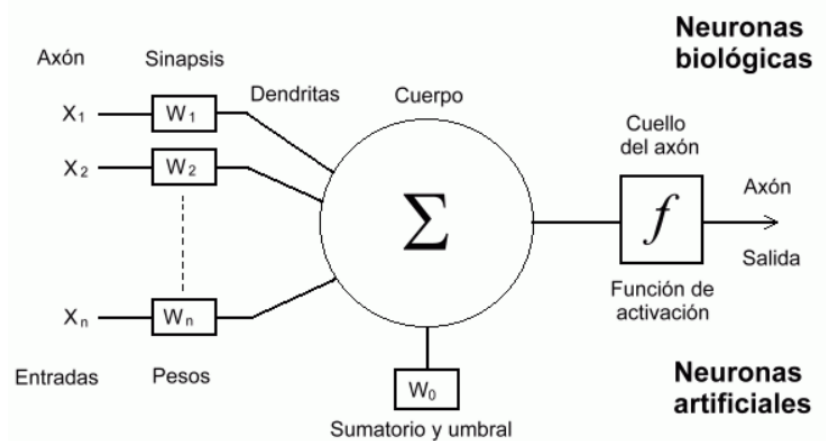 Neuronas
biológicas
Axón
Sinapsis
Dendritas
Cuerpo
Cuello
del axón
X₁
W₁
X₂
W₂
Σ
f
Axón
Salida
Xₙ
Wₙ
Función de
activación
Entradas
Pesos
W₀
Sumatorio y umbral
Neuronas
artificiales